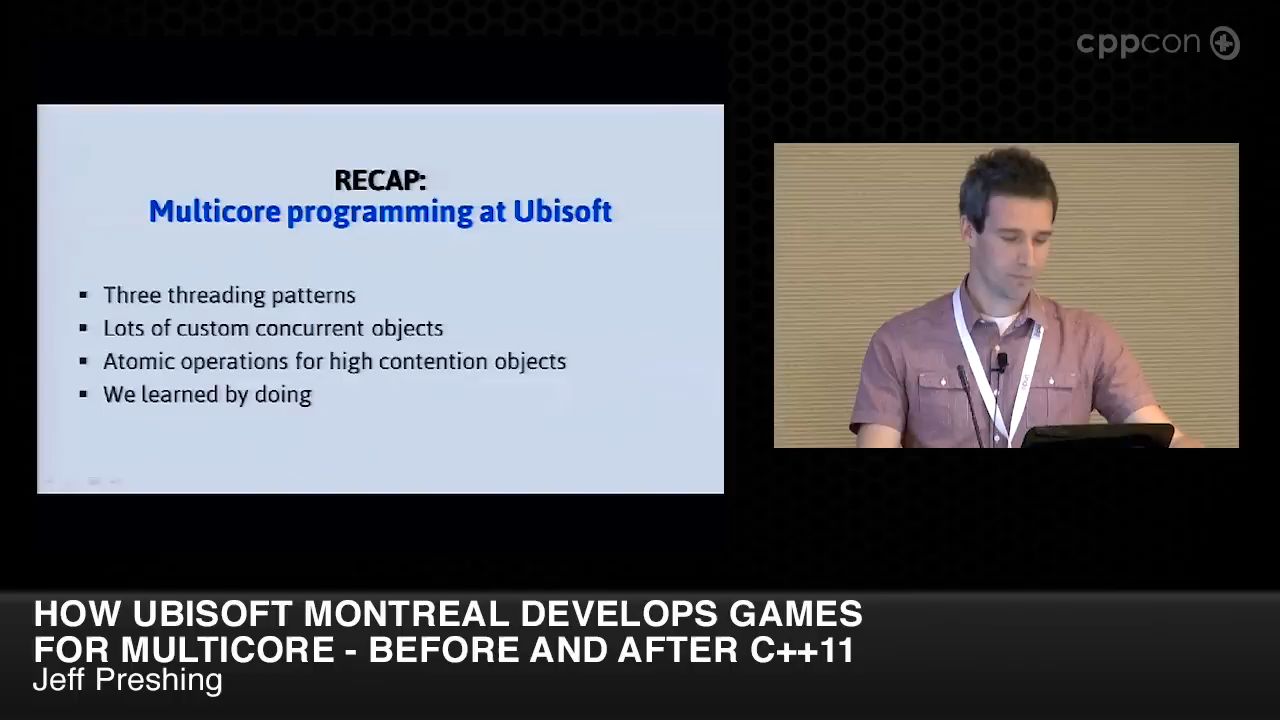 cppcon
RECAP:
Multicore programming at Ubisoft
▪ Three threading patterns
▪ Lots of custom concurrent objects
▪ Atomic operations for high contention objects
▪ We learned by doing
HOW UBISOFT MONTREAL DEVELOPS GAMES
FOR MULTICORE - BEFORE AND AFTER C++11
Jeff Preshing